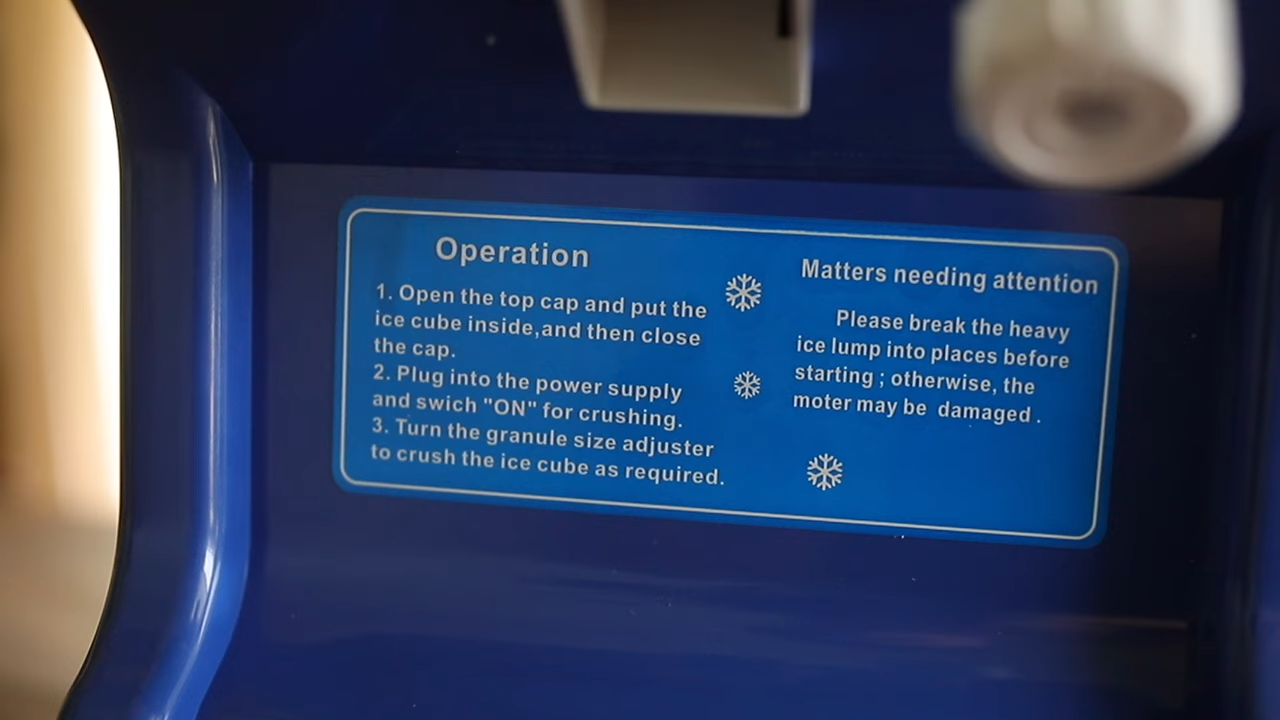 Operation
1. Open the top cap and put the
ice cube inside,and then close
the cap.
2. Plug into the power supply
and swich "ON" for crushing.
3. Turn the granule size adjuster
to crush the ice cube as required.
Matters needing attention
Please break the heavy
ice lump into places before
starting ; otherwise, the
moter may be damaged .